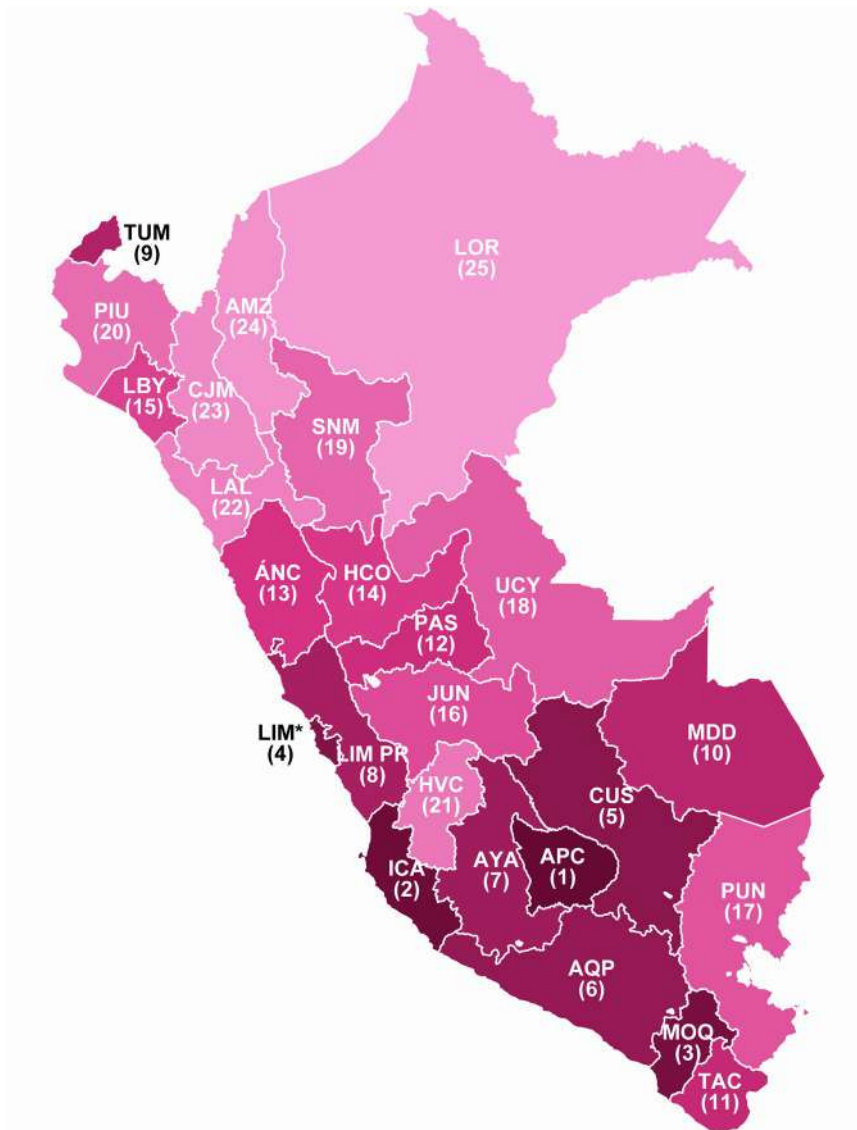 LOR
(25)
TUM
(9)
AMZ
(24)
PIU
(20)
LBY
(15)
CJM
(23)
SNM
(19)
LAL
(22)
ÁNC
(13)
HCO
(14)
UCY
(18)
PAS
(12)
JUN
(16)
LIM*
(4)
LIM PR
(8)
MDD
(10)
HVC
(21)
CUS
(5)
ICA
(2)
AYA
(7)
APC
(1)
PUN
(17)
AQP
(6)
MOQ
(3)
TAC
(11)